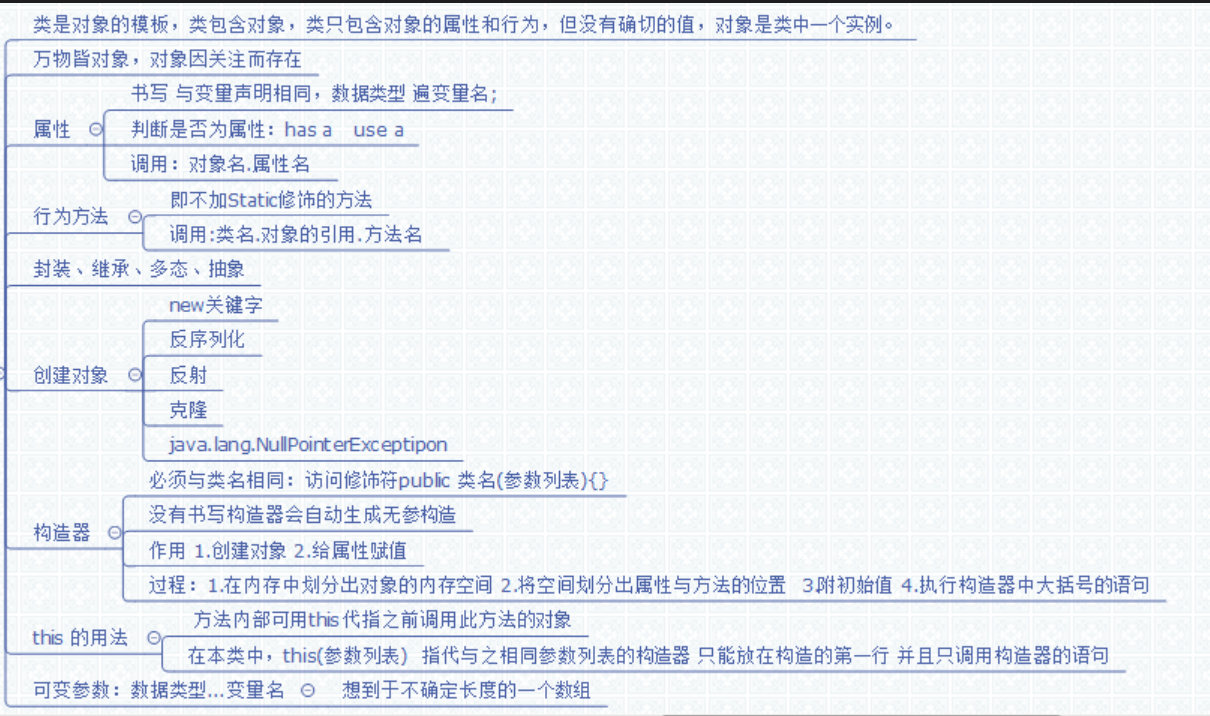 类是对象的模板，类包含对象，类只包含对象的属性和行为，但没有确切的值，对象是类中一个实例。
万物皆对象，对象因关注而存在
书写 与变量声明相同，数据类型 遍变量名；
属性
判断是否为属性：has a use a
调用：对象名.属性名
即不加Static修饰的方法
行为方法
调用:类名.对象的引用.方法名
封装、继承、多态、抽象
new关键字
反序列化
创建对象
反射
克隆
java.lang.NullPointerExceptipon
必须与类名相同：访问修饰符public 类名(参数列表){}
没有书写构造器会自动生成无参构造
构造器
作用 1.创建对象 2.给属性赋值
过程：1.在内存中划分出对象的内存空间 2.将空间划分出属性与方法的位置 3.附初始值 4.执行构造器中大括号的语句
方法内部可用this代指之前调用此方法的对象
this 的用法
在本类中，this(参数列表) 指代与之相同参数列表的构造器 只能放在构造的第一行 并且只调用构造器的语句
可变参数：数据类型...变量名 想到于不确定长度的一个数组